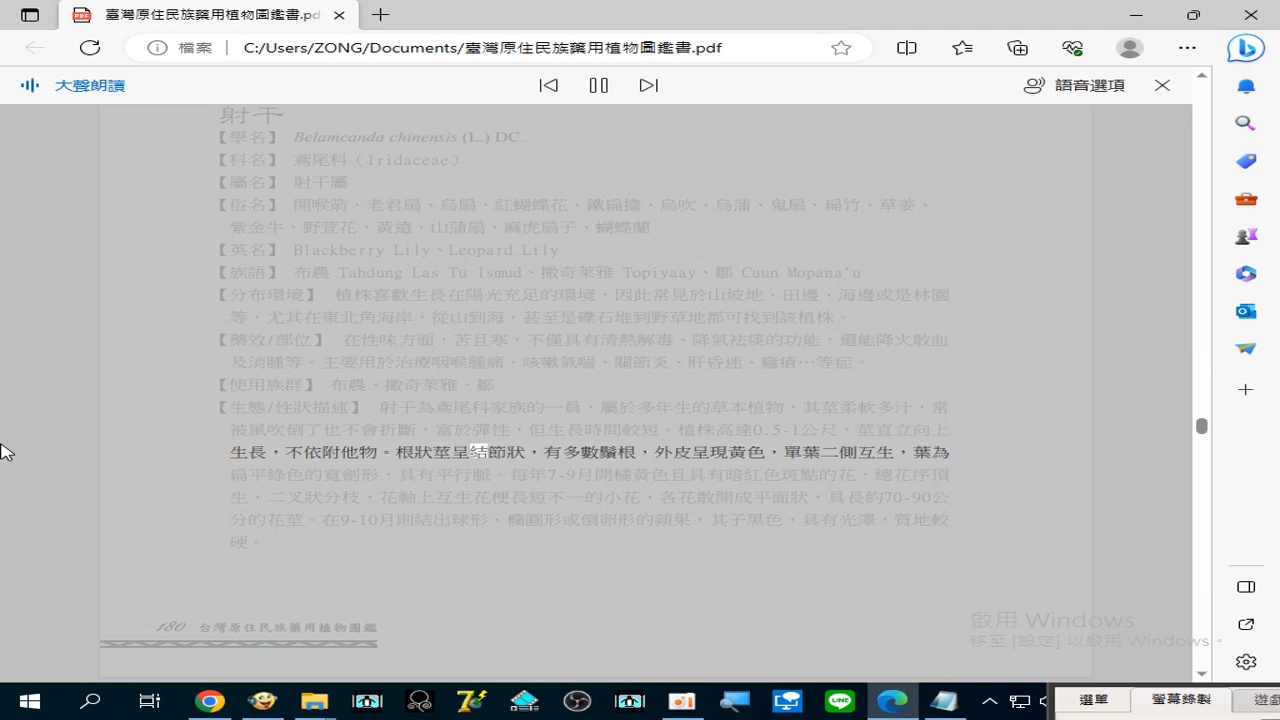 臺灣原住民族藥用植物圖鑑書.pd
檔案 C:/Users/ZONG/Documents/臺灣原住民族藥用植物圖鑑書.pdf
大聲朗讀 語音選項
射干
【學名】 Belamcanda chinensis (L.) DC.
【科名】 鳶尾科（Iridaceae）
【屬名】 射干屬
【俗名】 開喉箭、老君扇、烏扇、紅蝴蝶花、鐵扁擔、烏吹、烏蒲、鬼扇、扁竹、草姜、
紫金牛、野萱花、黃遠、山蒲扇、麻虎扇子、蝴蝶蘭
【英名】 Blackberry Lily、Leopard Lily
【族語】 布農 Tahdung Las Tu Ismud、撒奇萊雅 Topiyaay、鄒 Cuun Mopana'u
【分布環境】 植株喜歡生長在陽光充足的環境，因此常見於山坡地、田邊、海邊或是林園
等，尤其在東北角海岸、從山到海，甚至是礫石堆到野草地都可找到該植株。
【藥效/部位】 在性味方面，苦且寒，不僅具有清熱解毒、降氣祛痰的功能，還能降火散血
及消腫等。主要用於治療咽喉腫痛、咳嗽氣喘、關節炎、肝昏迷、癰瘡…等症。
【使用族群】 布農、撒奇萊雅、鄒
【生態/性狀描述】 射干為鳶尾科家族的一員，屬於多年生的草本植物，其莖柔軟多汁，常
被風吹倒了也不會折斷，富於彈性，但生長時間較短。植株高達0.5-1公尺，莖直立向上
生長，不依附他物。根狀莖呈結節狀，有多數鬚根，外皮呈現黃色，單葉二側互生，葉為
扁平綠色的寬劍形，具有平行脈。每年7-9月開橘黃色且具有暗紅色斑點的花，總花序頂
生，二叉狀分枝，花軸上互生花梗長短不一的小花，各花敞開成平面狀，具長約70-90公
分的花莖。在9-10月則結出球形、橢圓形或倒卵形的蒴果，其子黑色，具有光澤，質地較
硬。
180 台灣原住民族藥用植物圖鑑
啟用 Windows
移至 [設定] 以啟用 Windows。
選單 螢幕錄製 遊戲